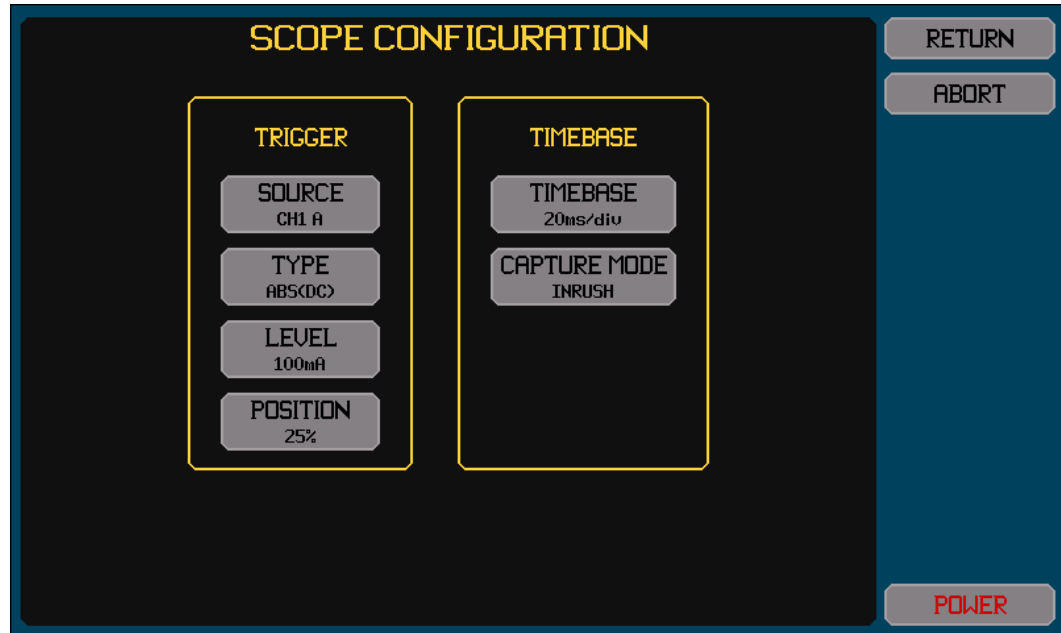 SCOPE CONFIGURATION
RETURN
ABORT
TRIGGER
SOURCE
CH1 A
TYPE
ABS(DC)
LEVEL
100mA
POSITION
25%
TIMEBASE
TIMEBASE
20ms/div
CAPTURE MODE
INRUSH
POWER